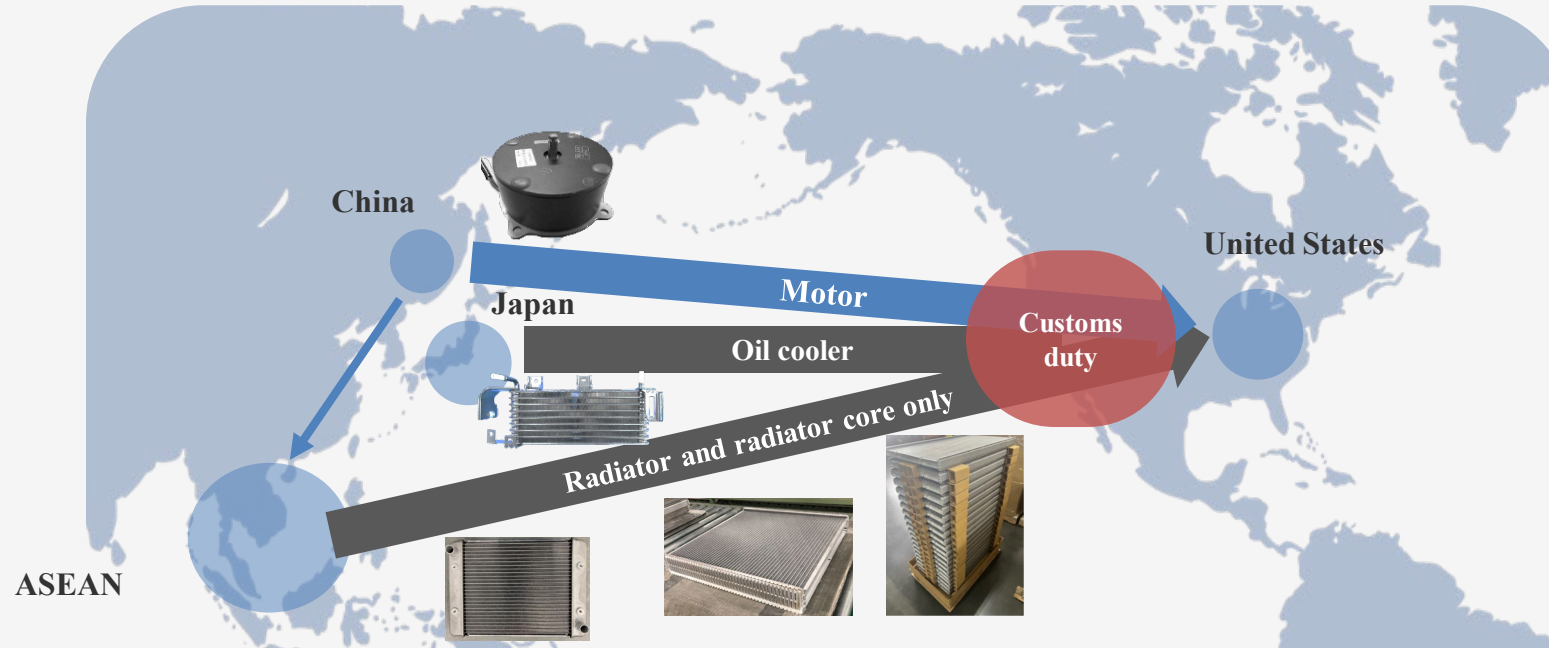 China
United States
Japan
Motor
Customs
duty
Oil cooler
Radiator and radiator core only
ASEAN